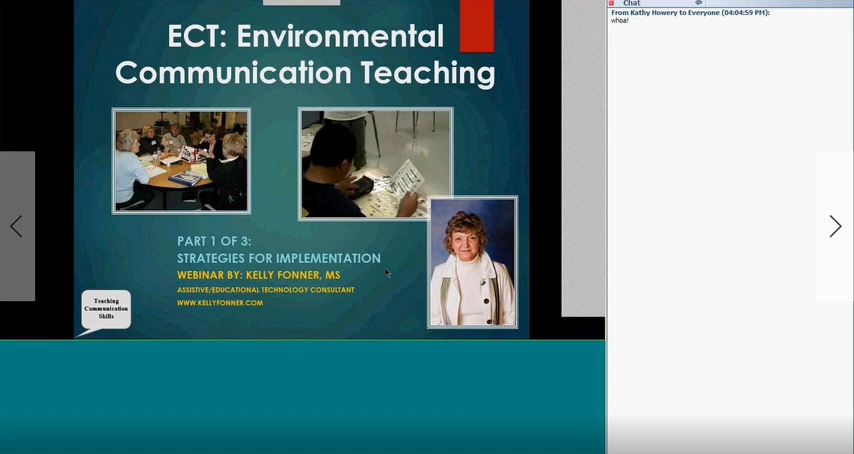 ECT: Environmental
Communication Teaching
PART 1 OF 3:
STRATEGIES FOR IMPLEMENTATION
WEBINAR BY: KELLY FONNER, MS
ASSISTIVE/EDUCATIONAL TECHNOLOGY CONSULTANT
WWW.KELLYFONNER.COM
Teaching
Communication
Skills
Chat
From Kathy Howery to Everyone (04:04:59 PM):
whoa!